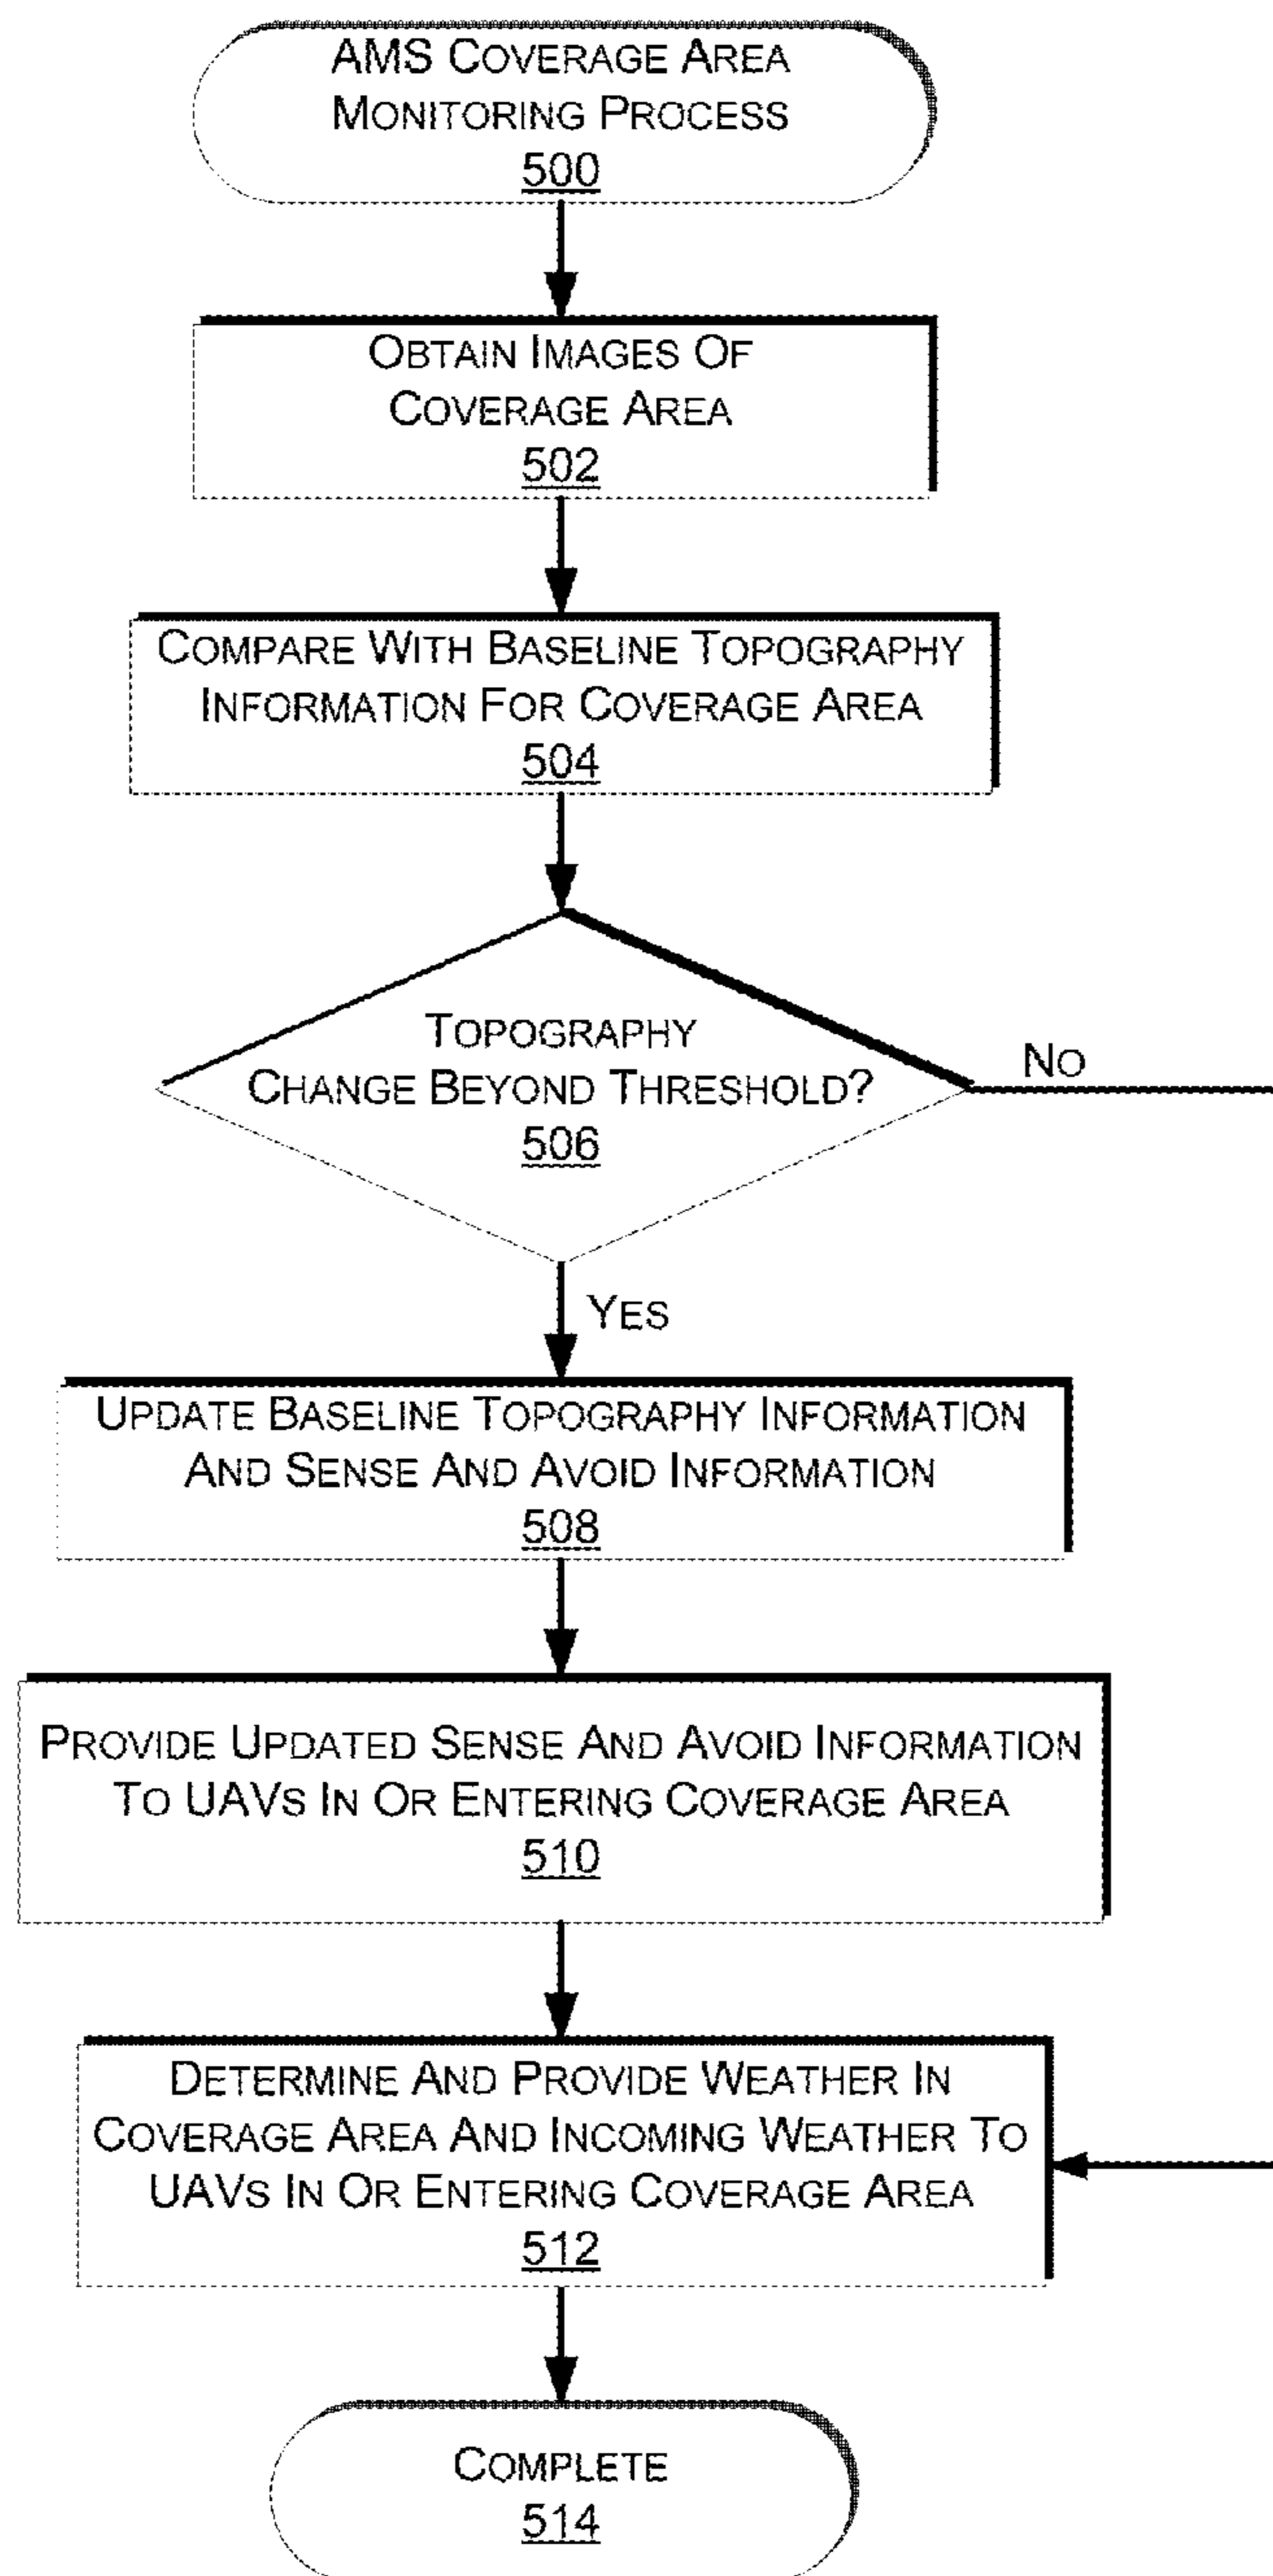 AMS COVERAGE AREA
MONITORING PROCESS
500
OBTAIN IMAGES OF
COVERAGE AREA
502
COMPARE WITH BASELINE TOPOGRAPHY
INFORMATION FOR COVERAGE AREA
504
TOPOGRAPHY
CHANGE BEYOND THRESHOLD?
506
NO
YES
UPDATE BASELINE TOPOGRAPHY INFORMATION
AND SENSE AND AVOID INFORMATION
508
PROVIDE UPDATED SENSE AND AVOID INFORMATION
TO UAVS IN OR ENTERING COVERAGE AREA
510
DETERMINE AND PROVIDE WEATHER IN
COVERAGE AREA AND INCOMING WEATHER TO
UAVS IN OR ENTERING COVERAGE AREA
512
COMPLETE
514